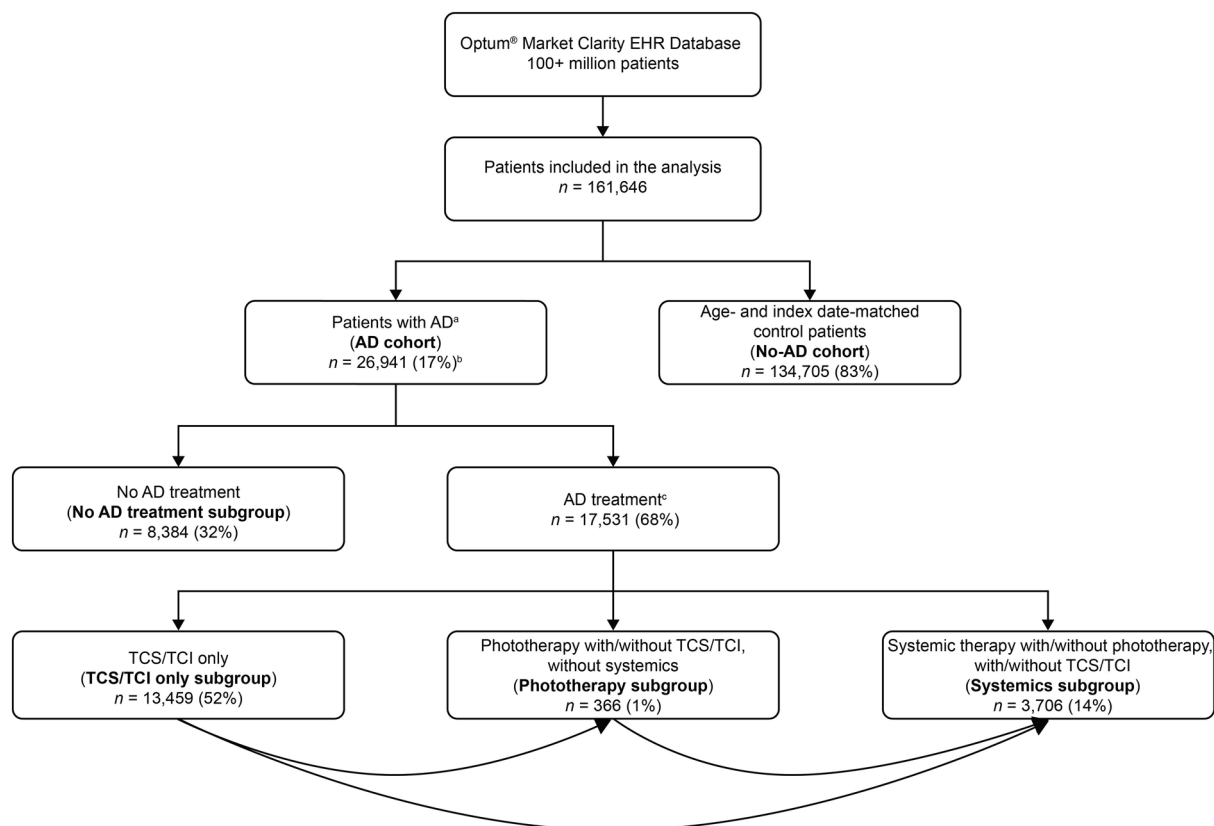 Optum® Market Clarity EHR Database
100+ million patients
Patients included in the analysis
n = 161,646
Patients with ADᵃ
(AD cohort)
n = 26,941 (17%)ᵇ
Age- and index date-matched
control patients
(No-AD cohort)
n = 134,705 (83%)
No AD treatment
(No AD treatment subgroup)
n = 8,384 (32%)
AD treatmentᶜ
n = 17,531 (68%)
TCS/TCI only
(TCS/TCI only subgroup)
n = 13,459 (52%)
Phototherapy with/without TCS/TCI,
without systemics
(Phototherapy subgroup)
n = 366 (1%)
Systemic therapy with/without phototherapy,
with/without TCS/TCI
(Systemics subgroup)
n = 3,706 (14%)